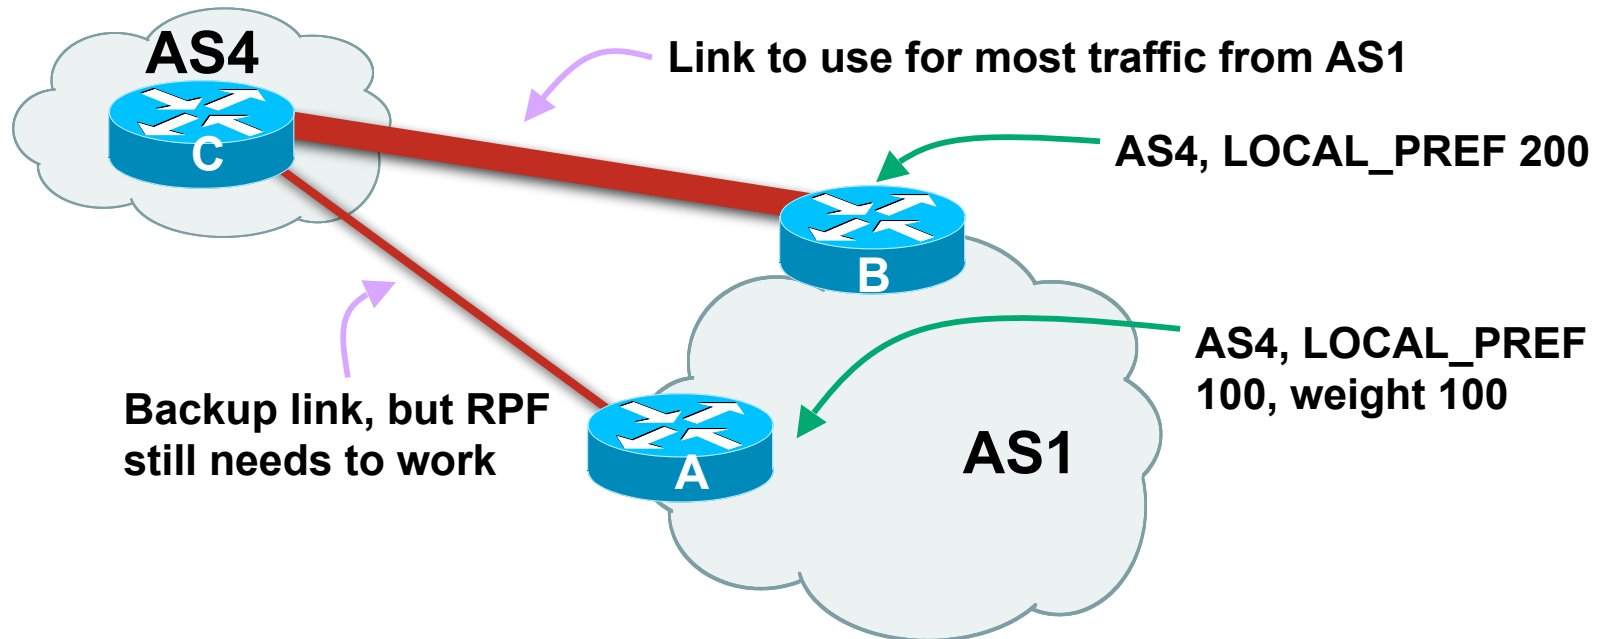 AS4
Link to use for most traffic from AS1
C
AS4, LOCAL_PREF 200
B
AS4, LOCAL_PREF
100, weight 100
Backup link, but RPF
still needs to work
A
AS1